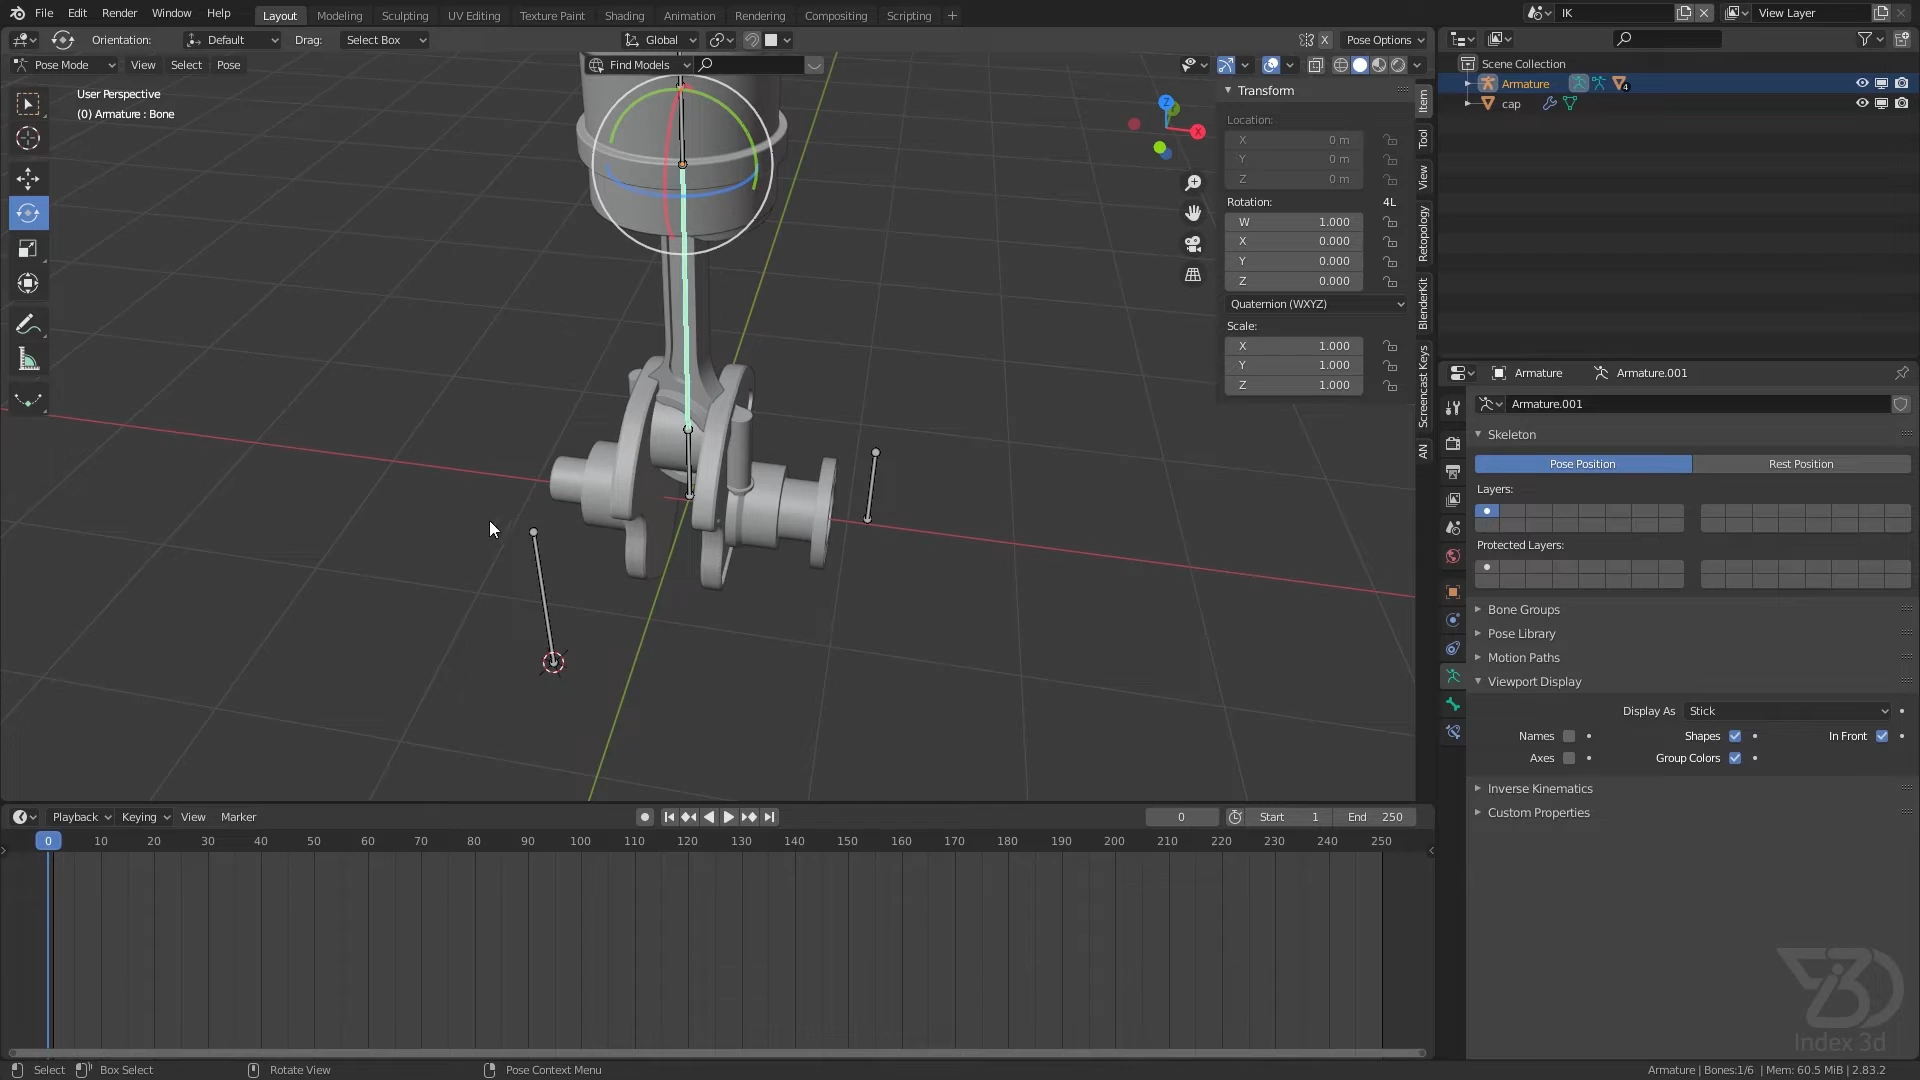 File Edit Render Window Help Layout Modeling Sculpting UV Editing Texture Paint Shading Animation Rendering Compositing Scripting + IK View Layer
Orientation: Default Drag: Select Box Global X Pose Options
Pose Mode View Select Pose Find Models
User Perspective
(0) Armature : Bone
Z
X
Transform
Location:
X 0 m
Y 0 m
Z 0 m
Rotation: 4L
W 1.000
X 0.000
Y 0.000
Z 0.000
Quaternion (WXYZ)
Scale:
X 1.000
Y 1.000
Z 1.000
Item
Tool
View
Retopology
BlenderKit
Screencast Keys
AN
Scene Collection
Armature 4
cap
Armature Armature.001
Armature.001
Skeleton
Pose Position Rest Position
Layers:
Protected Layers:
Bone Groups
Pose Library
Motion Paths
Viewport Display
Display As Stick
Names Shapes In Front
Axes Group Colors
Inverse Kinematics
Custom Properties
Playback Keying View Marker 0 Start 1 End 250
0 10 20 30 40 50 60 70 80 90 100 110 120 130 140 150 160 170 180 190 200 210 220 230 240 250
Index 3d
Select Box Select Rotate View Pose Context Menu Armature | Bones:1/6 | Mem: 60.5 MiB | 2.83.2